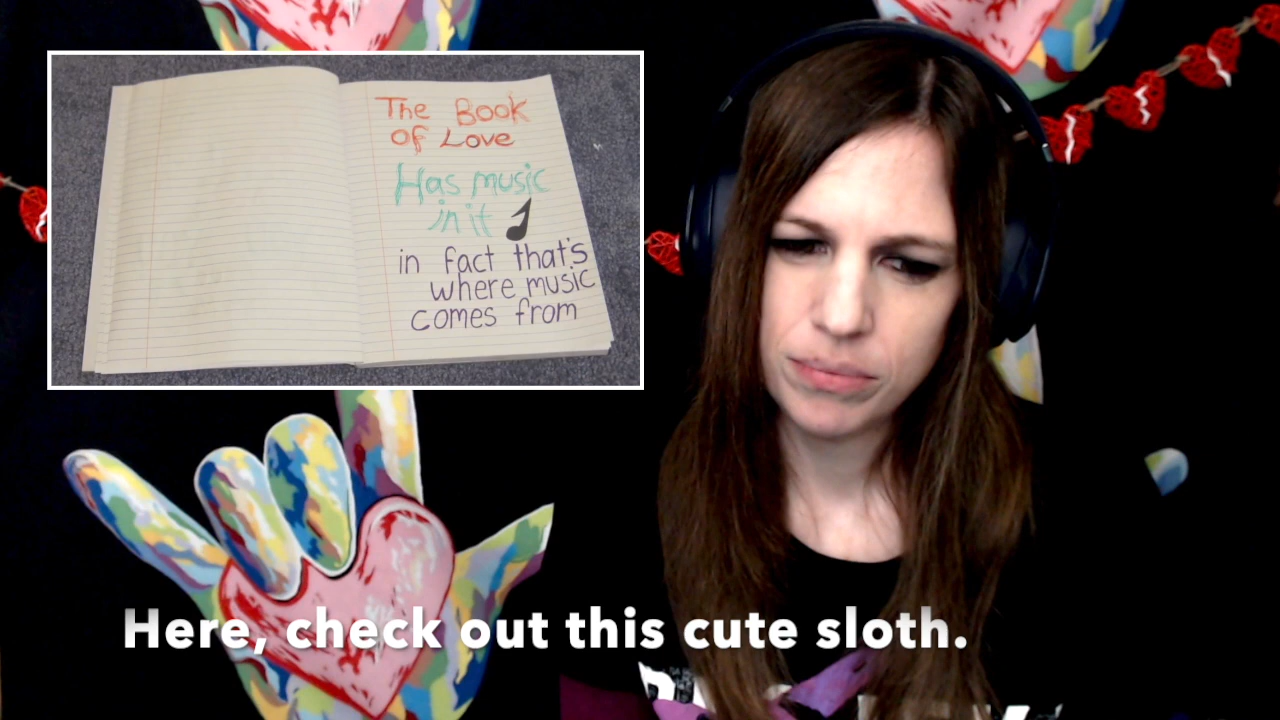 The Book
of Love
Has music
in it
in fact that's
where music
comes from
Here, check out this cute sloth.